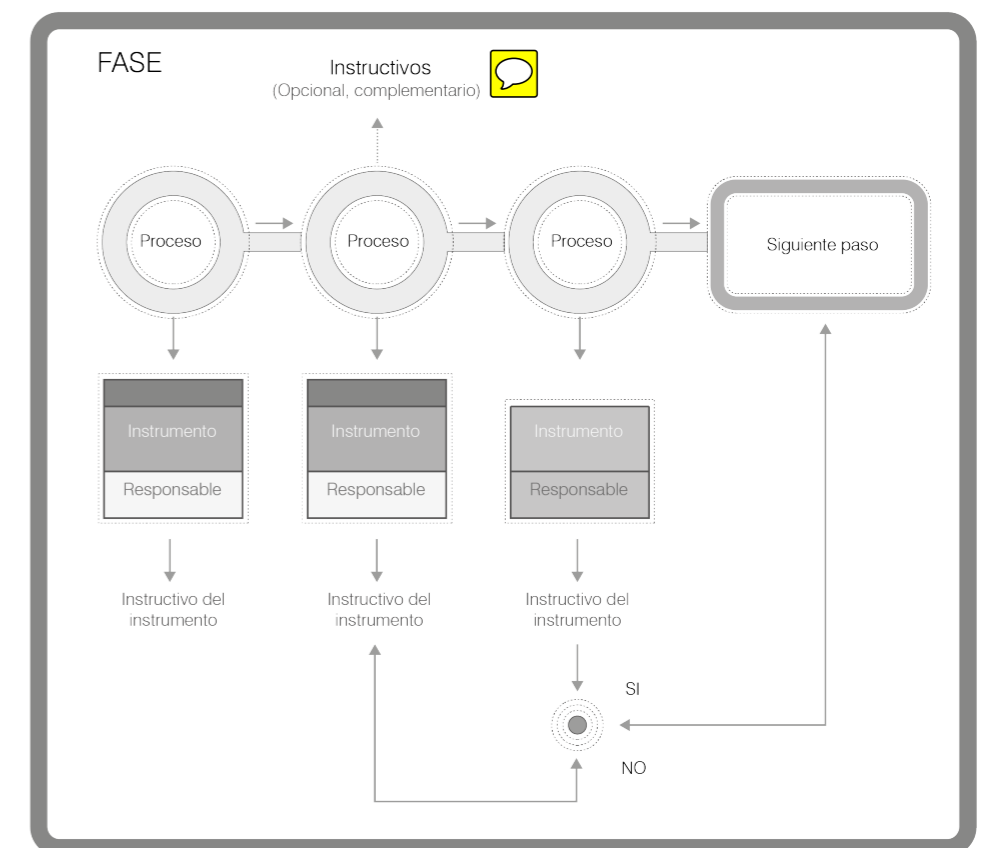 FASE
Instructivos
(Opcional, complementario)
Proceso
Proceso
Proceso
Siguiente paso
Instrumento
Instrumento
Instrumento
Responsable
Responsable
Responsable
Instructivo del
instrumento
Instructivo del
instrumento
Instructivo del
instrumento
SI
NO